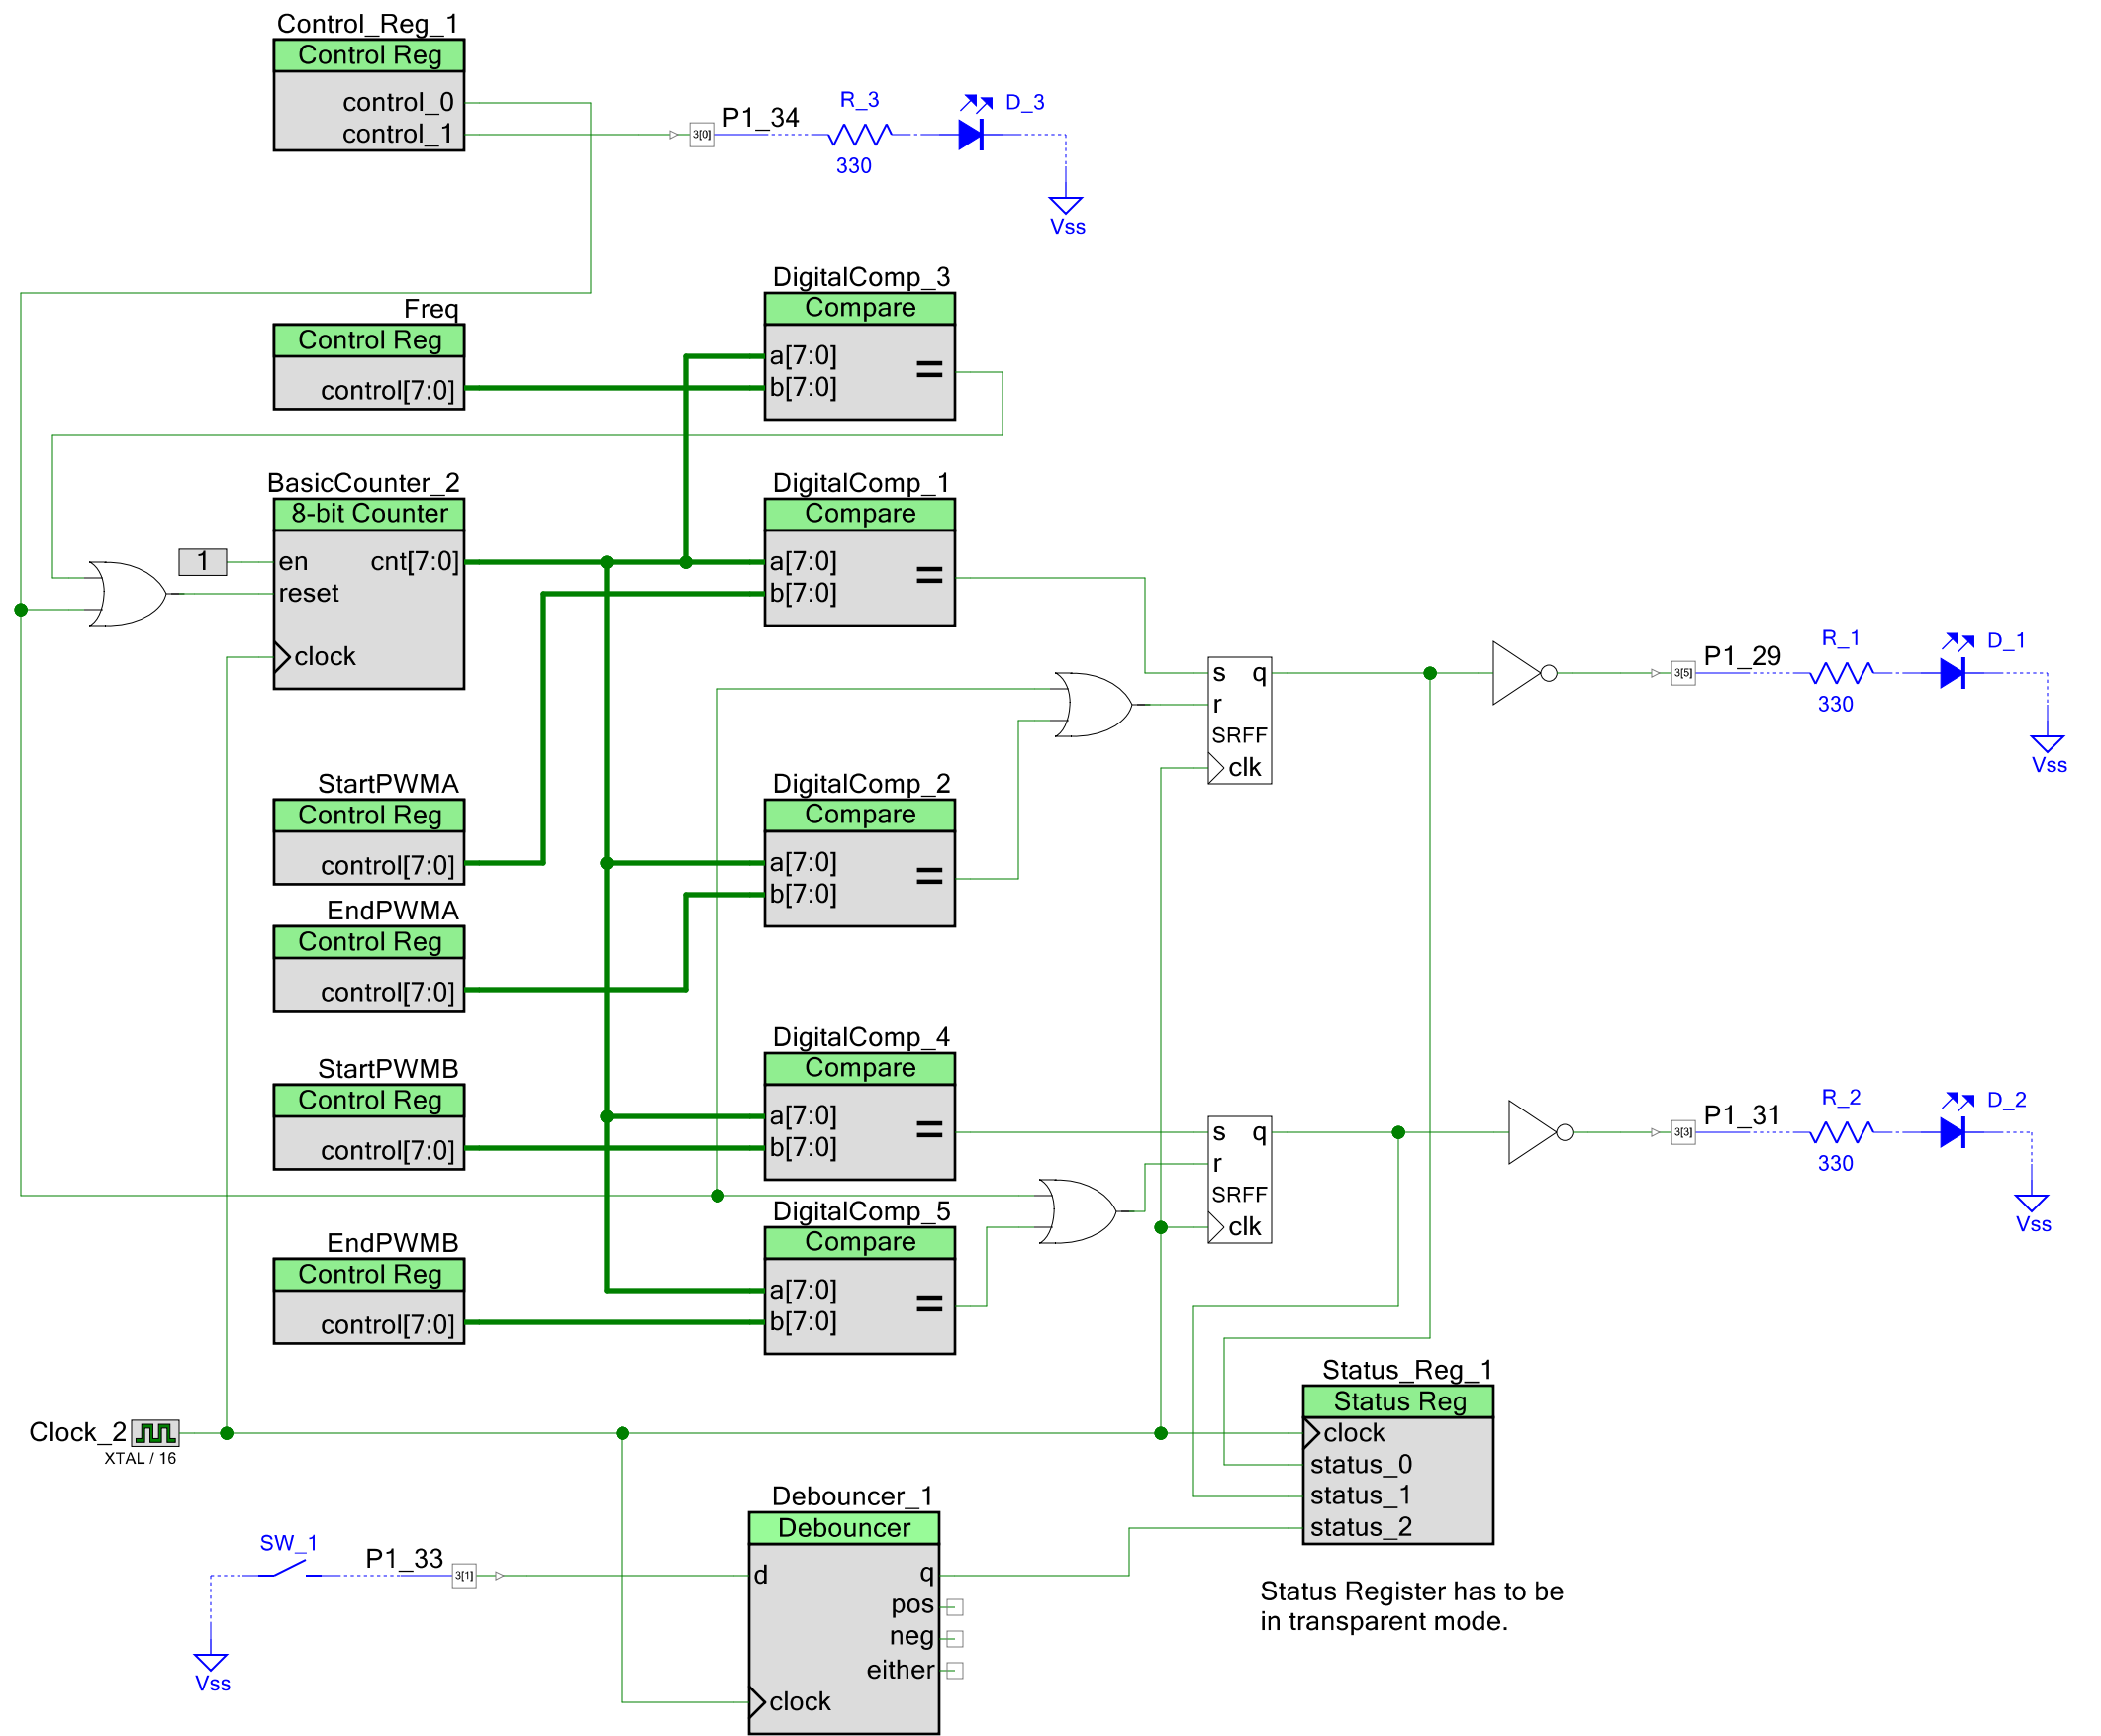 Control_Reg_1
Control Reg
control_0
control_1
3[0]
P1_34
R_3
330
D_3
Vss
Freq
Control Reg
control[7:0]
DigitalComp_3
Compare
a[7:0]
b[7:0]
=
BasicCounter_2
8-bit Counter
1
en
cnt[7:0]
reset
clock
DigitalComp_1
Compare
a[7:0]
b[7:0]
=
s
q
r
SRFF
clk
3[5]
P1_29
R_1
330
D_1
Vss
StartPWMA
Control Reg
control[7:0]
DigitalComp_2
Compare
a[7:0]
b[7:0]
=
EndPWMA
Control Reg
control[7:0]
StartPWMB
Control Reg
control[7:0]
DigitalComp_4
Compare
a[7:0]
b[7:0]
=
s
q
r
SRFF
clk
3[3]
P1_31
R_2
330
D_2
Vss
EndPWMB
Control Reg
control[7:0]
DigitalComp_5
Compare
a[7:0]
b[7:0]
=
Clock_2
XTAL / 16
Status_Reg_1
Status Reg
clock
status_0
status_1
status_2
Status Register has to be
in transparent mode.
SW_1
P1_33
3[1]
Vss
Debouncer_1
Debouncer
d
q
pos
neg
either
clock